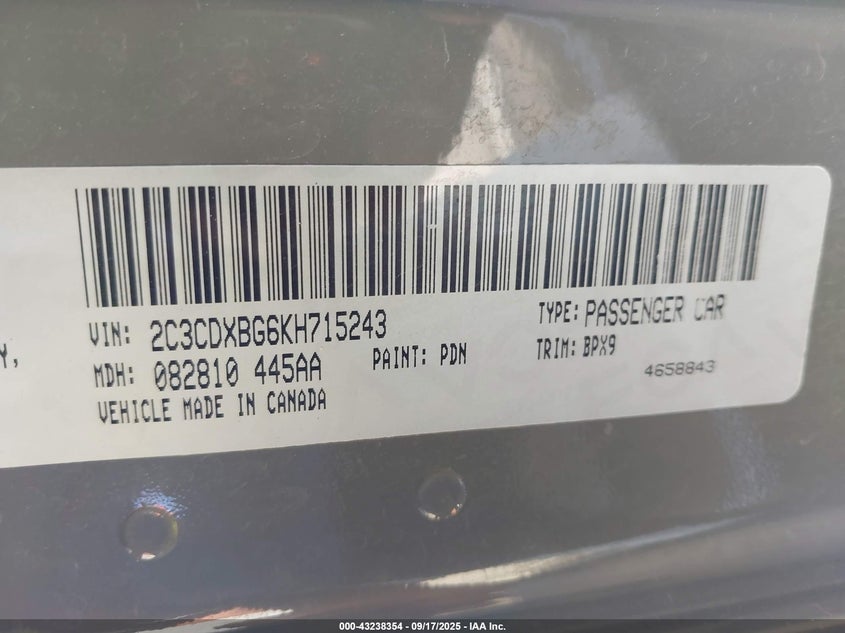 Y,
VIN: 2C3CDXBG6KH715243
TYPE: PASSENGER CAR
MDH: 082810 445AA
PAINT: PDN
TRIM: BPX9
4658843
VEHICLE MADE IN CANADA
000-43238354 - 09/17/2025 - IAA Inc.